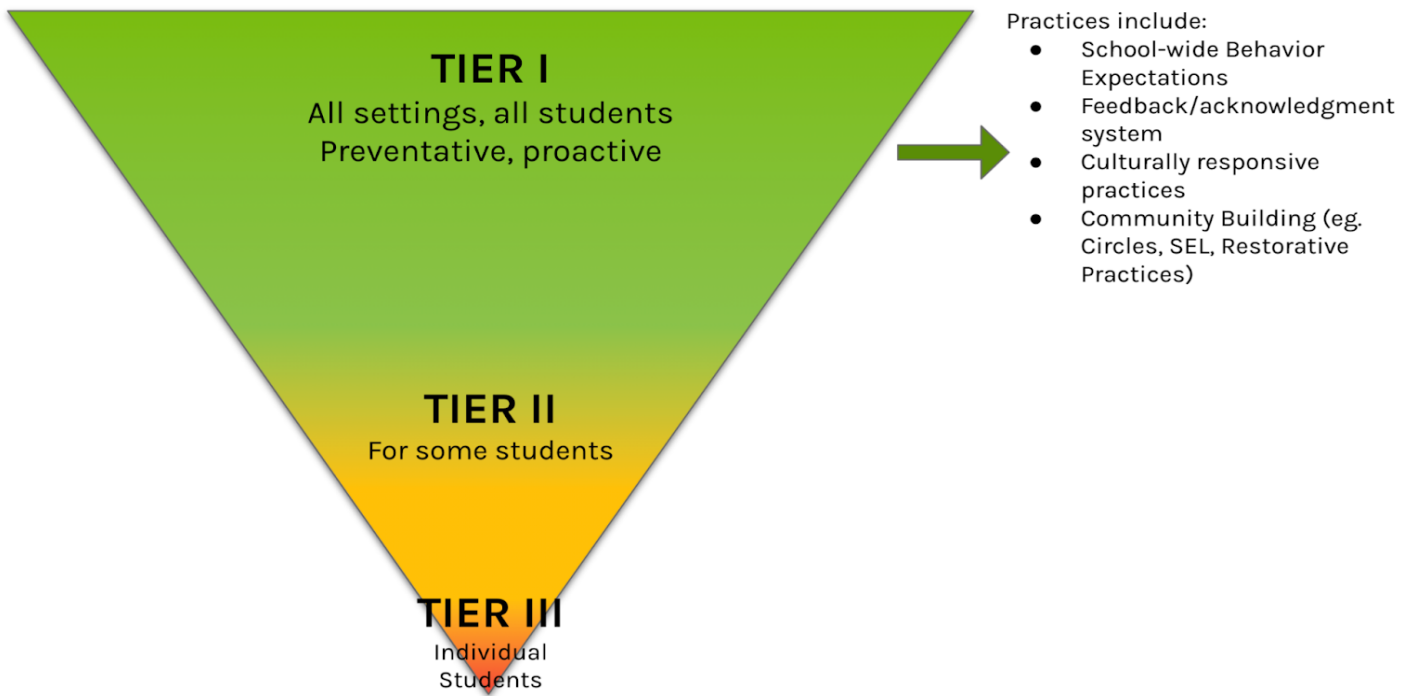 TIER I
All settings, all students
Preventative, proactive
TIER II
For some students
TIER III
Individual
Students
Practices include:
● School-wide Behavior
Expectations
● Feedback/acknowledgment
system
● Culturally responsive
practices
● Community Building (eg.
Circles, SEL, Restorative
Practices)